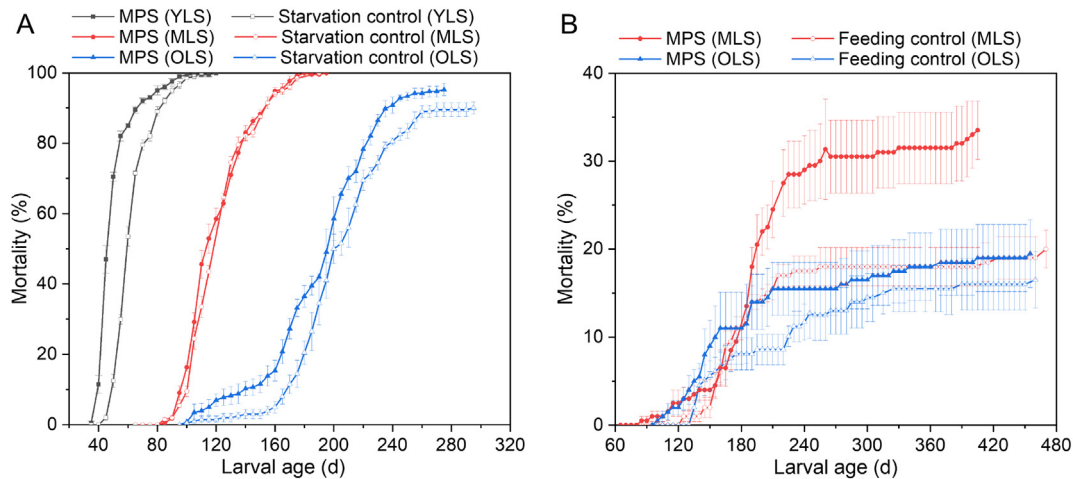 A
MPS (YLS) Starvation control (YLS)
MPS (MLS) Starvation control (MLS)
MPS (OLS) Starvation control (OLS)
100
80
60
40
20
0
Mortality (%)
40 80 120 160 200 240 280 320
Larval age (d)
B
MPS (MLS) Feeding control (MLS)
MPS (OLS) Feeding control (OLS)
40
30
20
10
0
Mortality (%)
60 120 180 240 300 360 420 480
Larval age (d)